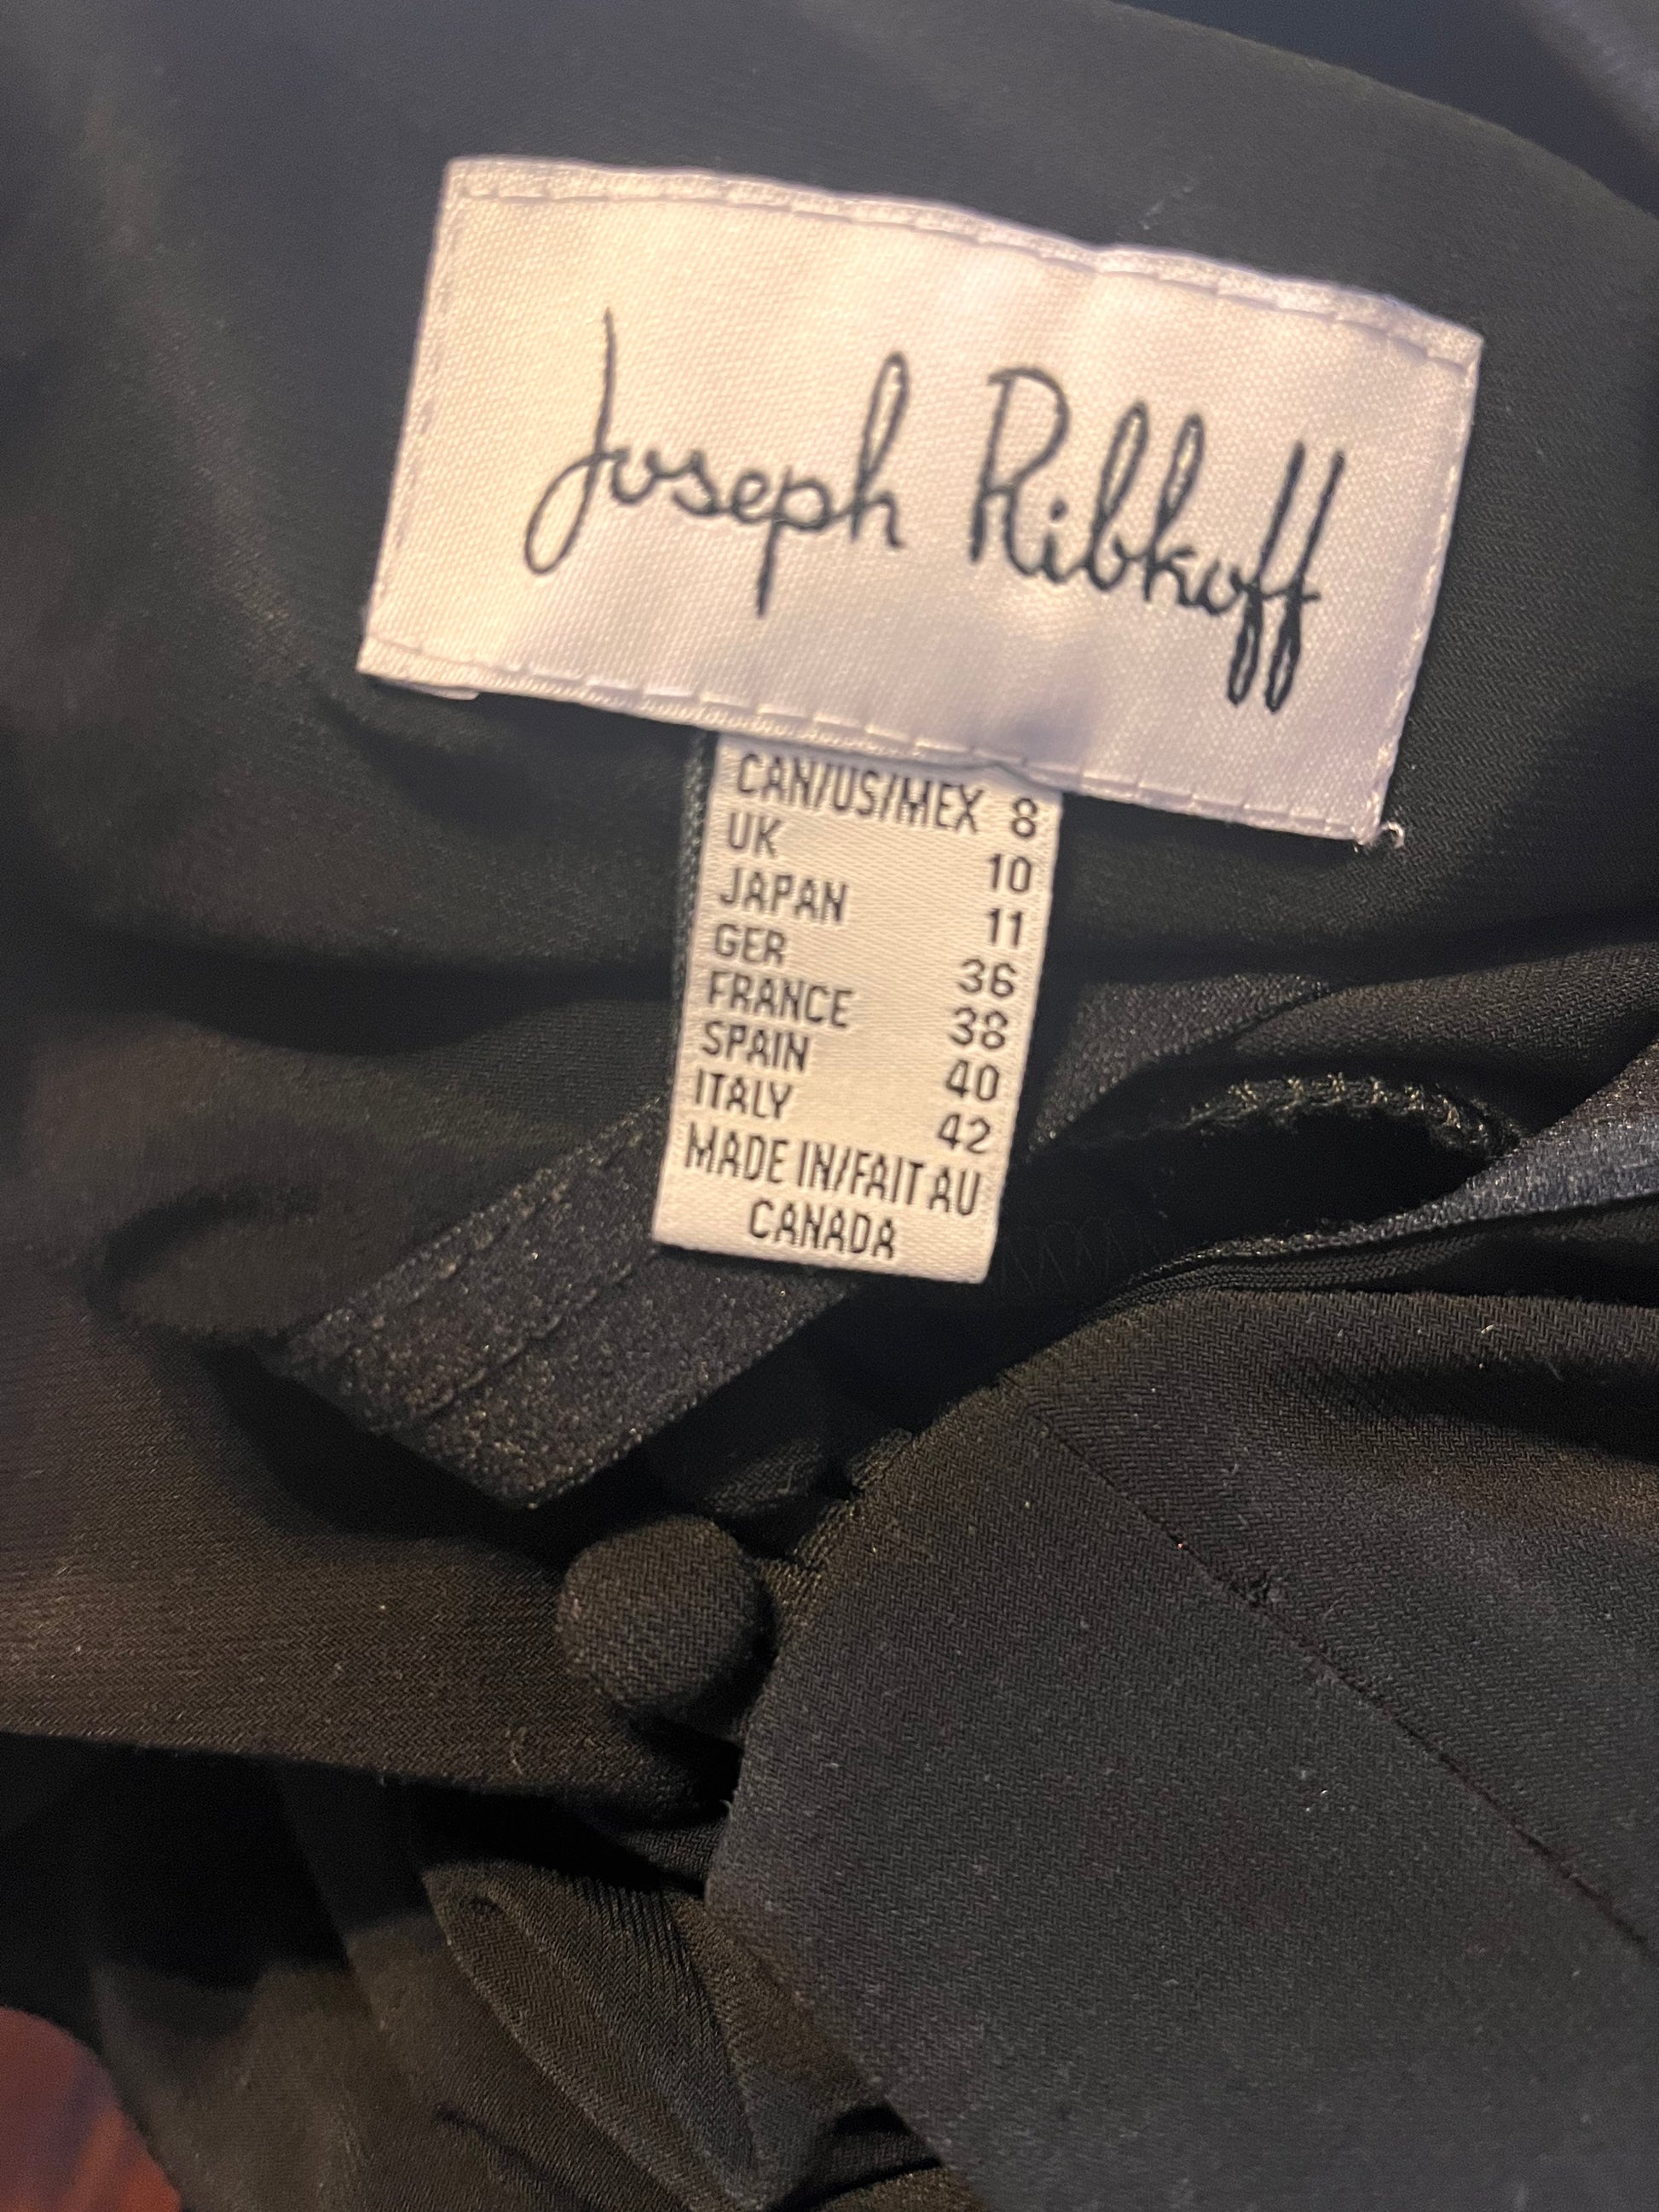 Joseph Ribkoff
CAN/US/MEX 8
UK 10
JAPAN 11
GER 36
FRANCE 38
SPAIN 40
ITALY 42
MADE IN/FAIT AU
CANADA